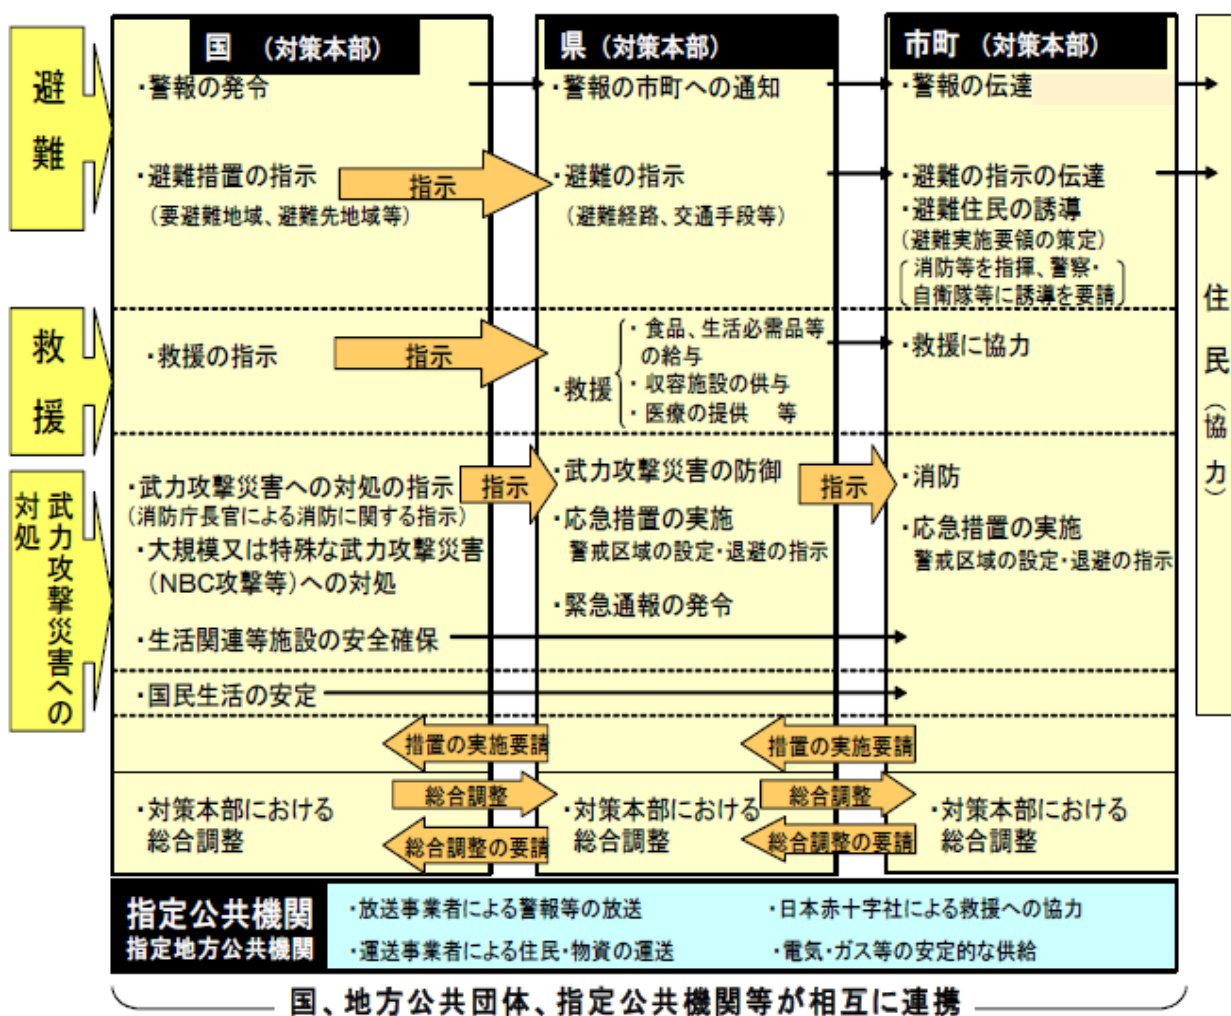 国（対策本部）
県（対策本部）
市町（対策本部）
避難
・警報の発令
・警報の市町への通知
・警報の伝達
・避難措置の指示
（要避難地域、避難先地域等）
指示
・避難の指示
（避難経路、交通手段等）
・避難の指示の伝達
・避難住民の誘導
（避難実施要領の策定）
消防等を指揮、警察・
自衛隊等に誘導を要請
救援
・救援の指示
指示
・救援
・食品、生活必需品等
の給与
・収容施設の供与
・医療の提供　等
・救援に協力
武力攻撃災害への
対処
・武力攻撃災害への対処の指示
（消防庁長官による消防に関する指示）
・大規模又は特殊な武力攻撃災害
（NBC攻撃等）への対処
・生活関連等施設の安全確保
指示
・武力攻撃災害の防御
・応急措置の実施
警戒区域の設定・退避の指示
・緊急通報の発令
指示
・消防
・応急措置の実施
警戒区域の設定・退避の指示
・国民生活の安定
措置の実施要請
措置の実施要請
・対策本部における
総合調整
総合調整
総合調整の要請
・対策本部における
総合調整
総合調整
総合調整の要請
・対策本部における
総合調整
住民（協力）
指定公共機関
指定地方公共機関
・放送事業者による警報等の放送
・日本赤十字社による救援への協力
・運送事業者による住民・物資の運送
・電気・ガス等の安定的な供給
国、地方公共団体、指定公共機関等が相互に連携